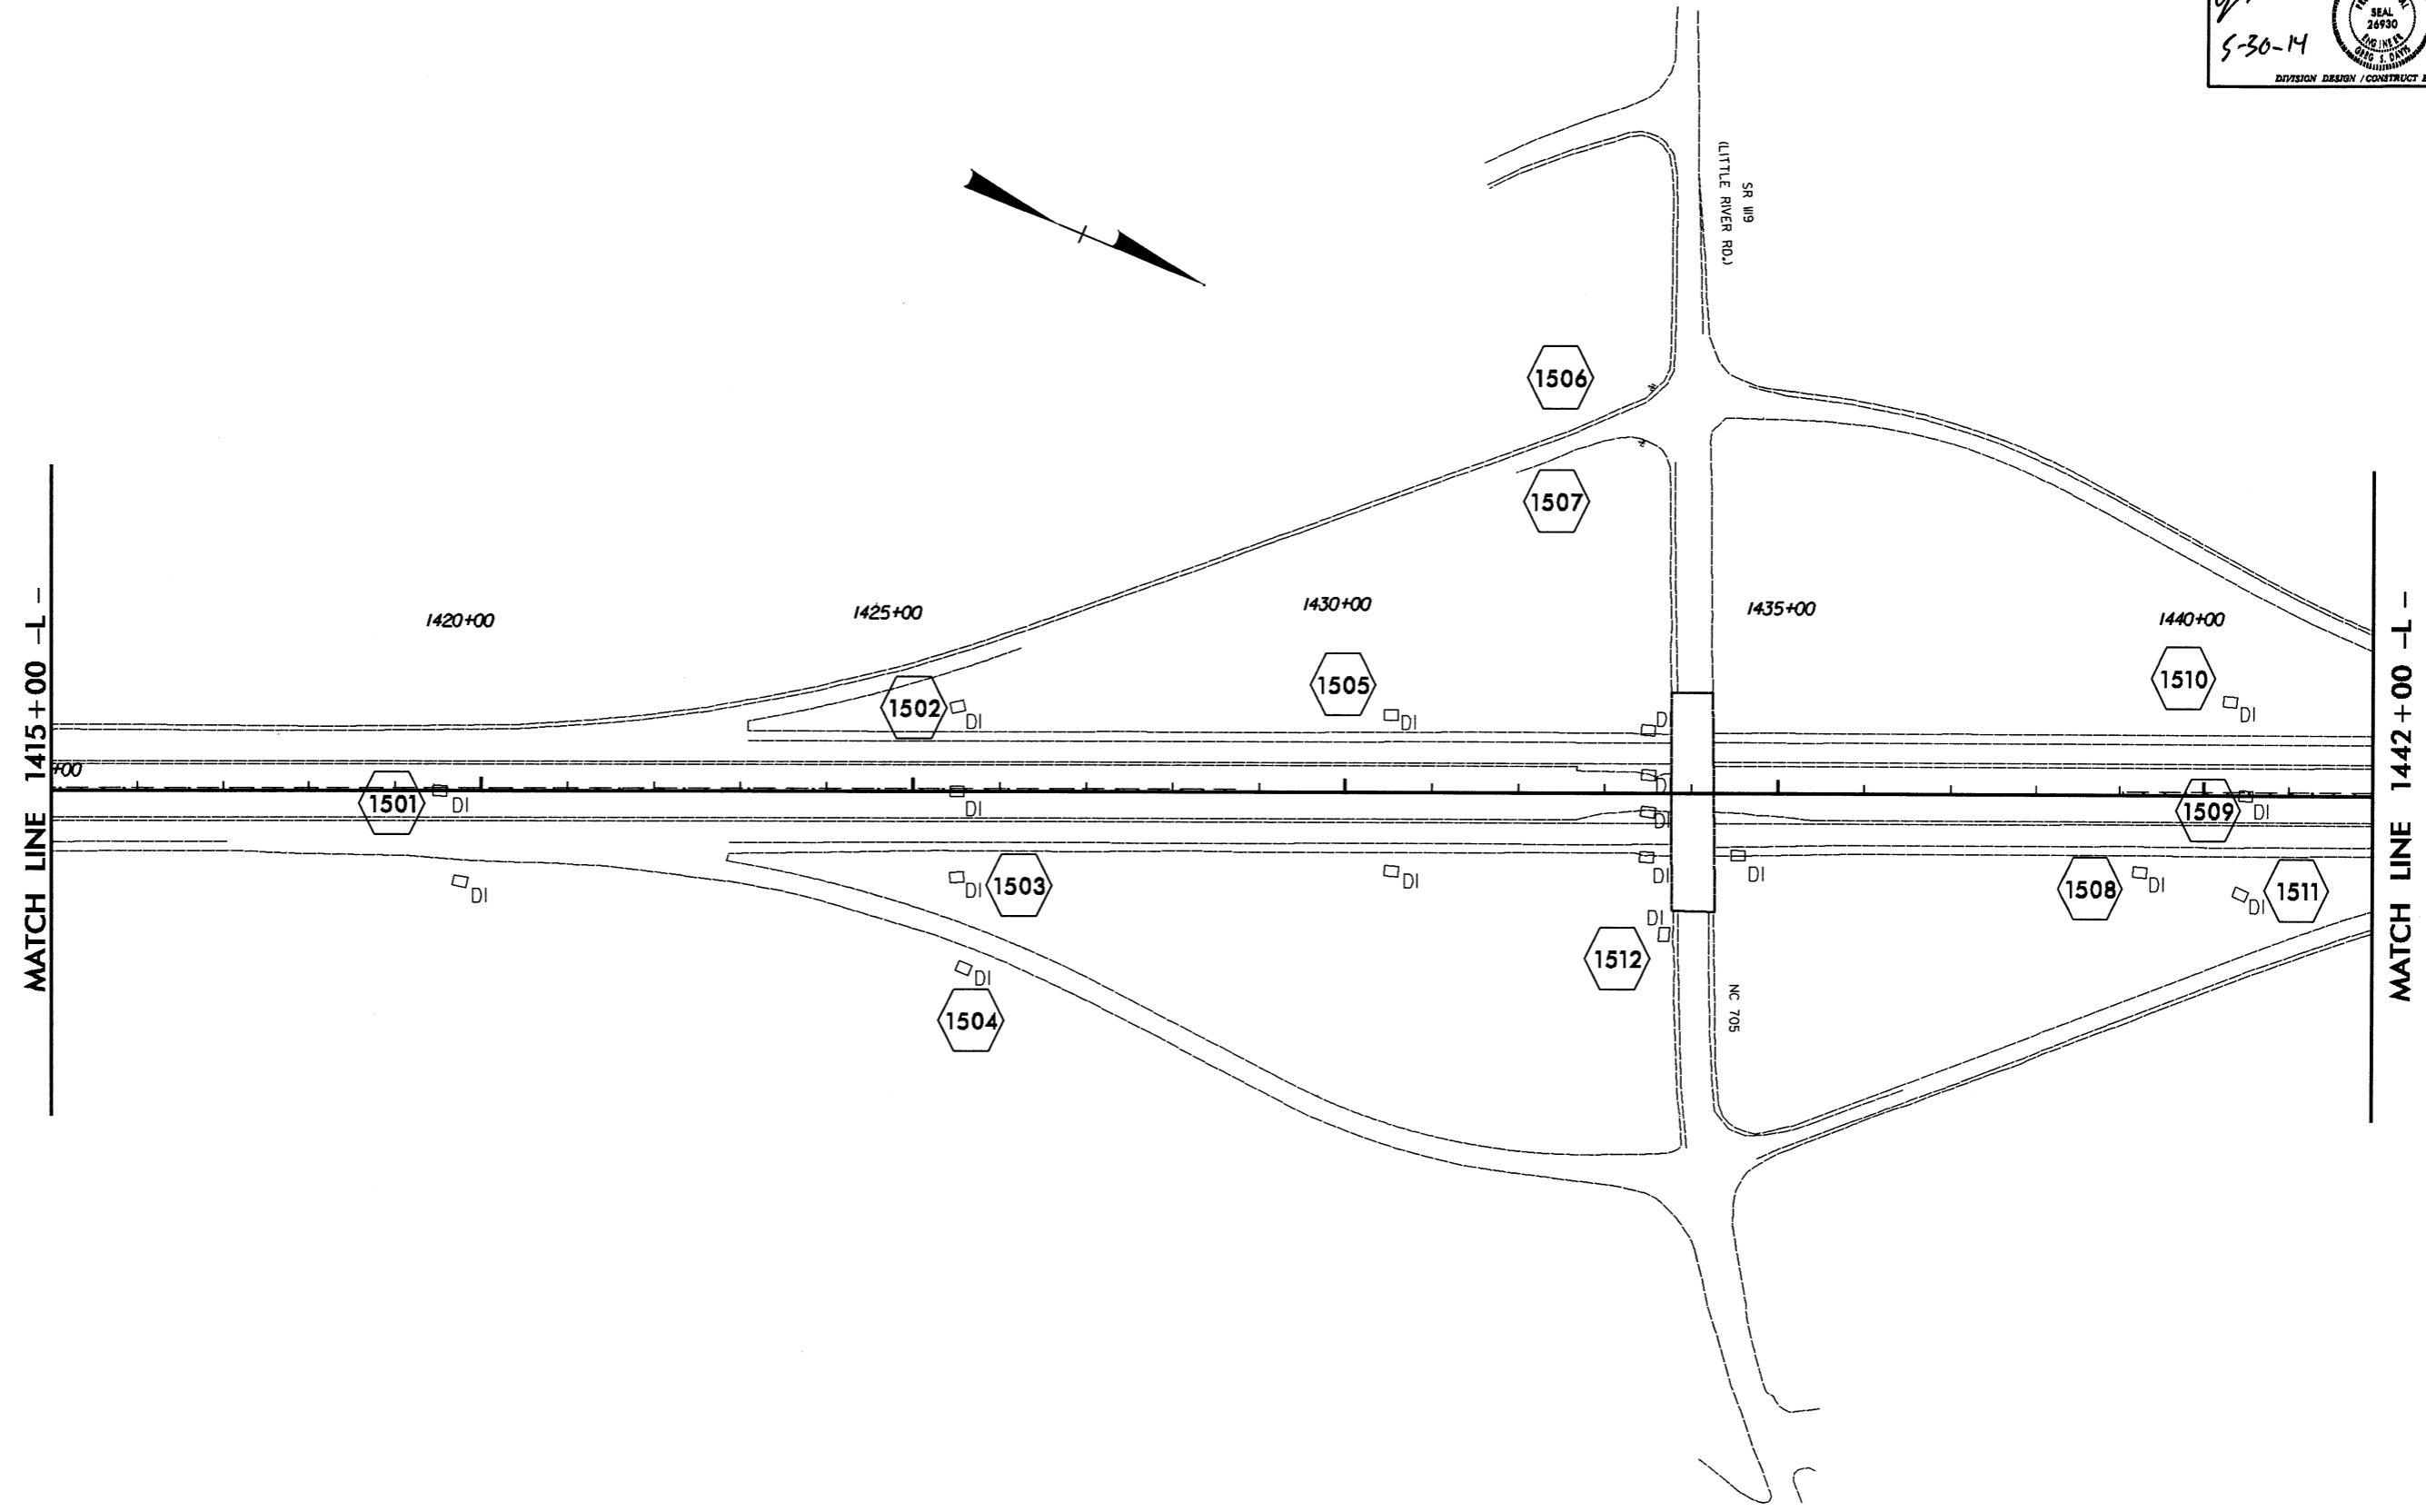 SEAL
26930
ENGINEER
GREG S. DAVIS
5-30-14
DIVISION DESIGN / CONSTRUCT
SR 1119
(LITTLE RIVER RD.)
1506
1507
1420+00
1425+00
1430+00
1435+00
1440+00
MATCH LINE 1415+00 -L-
MATCH LINE 1442+00 -L-
+00
1502
DI
1505
DI
DI
1510
DI
1501
DI
DI
DI
DI
1509
DI
DI
DI
1503
DI
DI
DI
1508
DI
DI
1511
DI
1512
DI
1504
NC 705